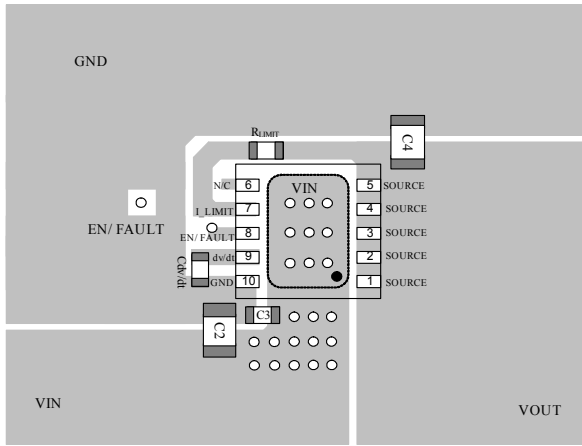 GND
R_LIMIT
C4
N/C 6 VIN 5 SOURCE
I_LIMIT 7 4 SOURCE
EN/ FAULT
EN/ FAULT 8 3 SOURCE
dv/dt 9 2 SOURCE
Cdv/dt
GND 10 1 SOURCE
C3
C2
VIN
VOUT